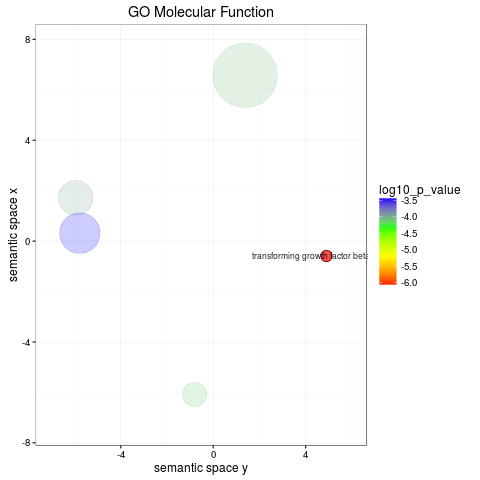 GO Molecular Function
8
4
0
-4
-8
semantic space x
transforming growth factor beta
-4
0
4
semantic space y
log10_p_value
-3.5
-4.0
-4.5
-5.0
-5.5
-6.0